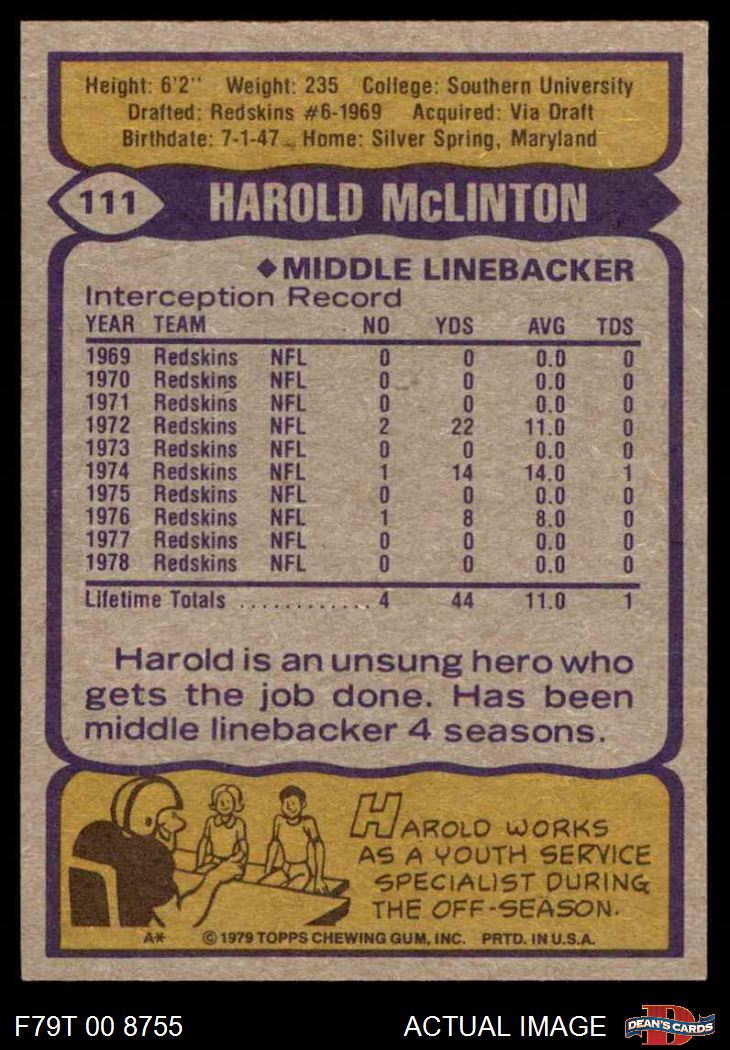 Height: 6'2'' Weight: 235 College: Southern University
Drafted: Redskins #6-1969 Acquired: Via Draft
Birthdate: 7-1-47 Home: Silver Spring, Maryland
111 HAROLD McLINTON
◆MIDDLE LINEBACKER
Interception Record
YEAR TEAM NO YDS AVG TDS
1969 Redskins NFL 0 0 0.0 0
1970 Redskins NFL 0 0 0.0 0
1971 Redskins NFL 0 0 0.0 0
1972 Redskins NFL 2 22 11.0 0
1973 Redskins NFL 0 0 0.0 0
1974 Redskins NFL 1 14 14.0 1
1975 Redskins NFL 0 0 0.0 0
1976 Redskins NFL 1 8 8.0 0
1977 Redskins NFL 0 0 0.0 0
1978 Redskins NFL 0 0 0.0 0
Lifetime Totals ............ 4 44 11.0 1
Harold is an unsung hero who
gets the job done. Has been
middle linebacker 4 seasons.
HAROLD WORKS
AS A YOUTH SERVICE
SPECIALIST DURING
THE OFF-SEASON.
A* © 1979 TOPPS CHEWING GUM, INC. PRTD. IN U.S.A.
F79T 00 8755 ACTUAL IMAGE D DEAN'S CARDS